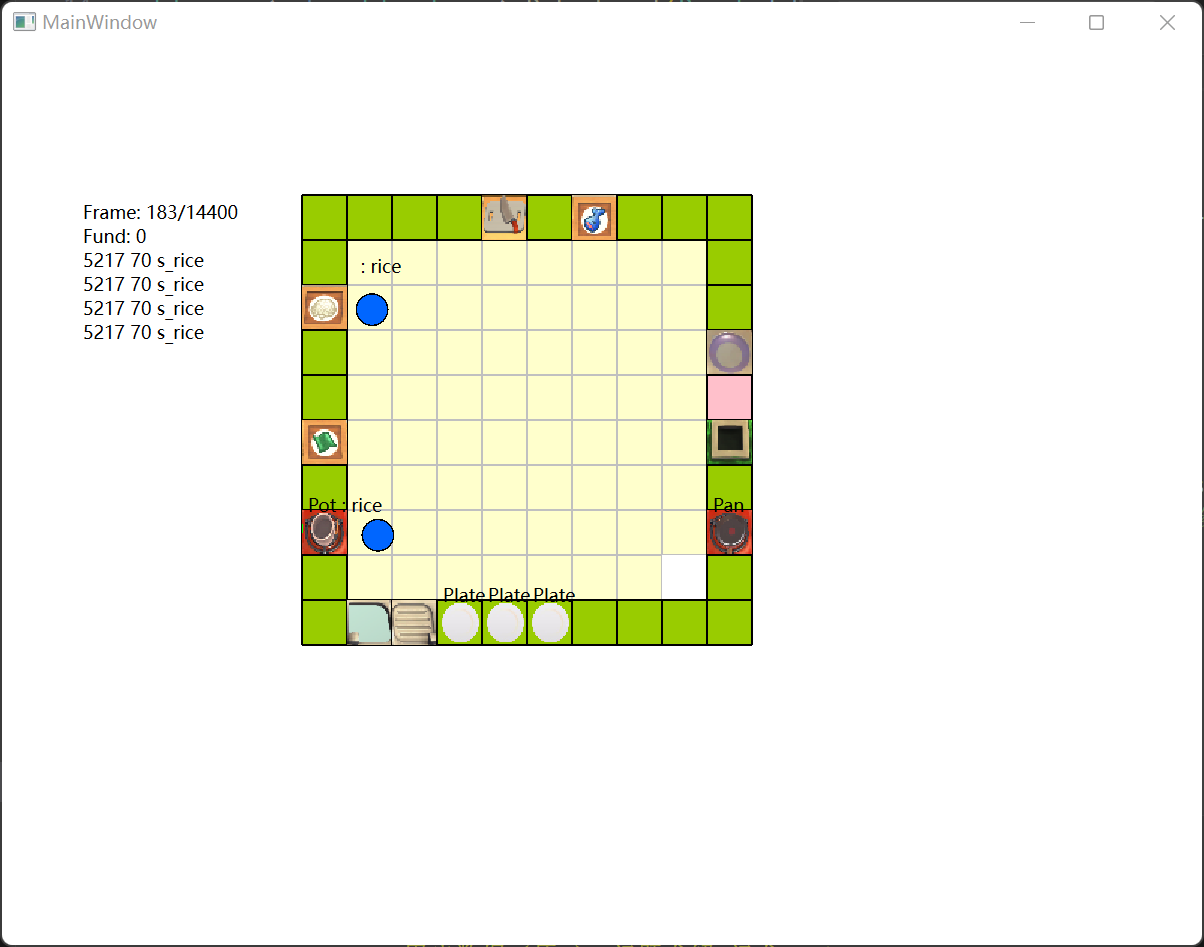 MainWindow
Frame: 183/14400
Fund: 0
5217 70 s_rice
5217 70 s_rice
5217 70 s_rice
5217 70 s_rice
: rice
Pot : rice
Pan
Plate Plate Plate